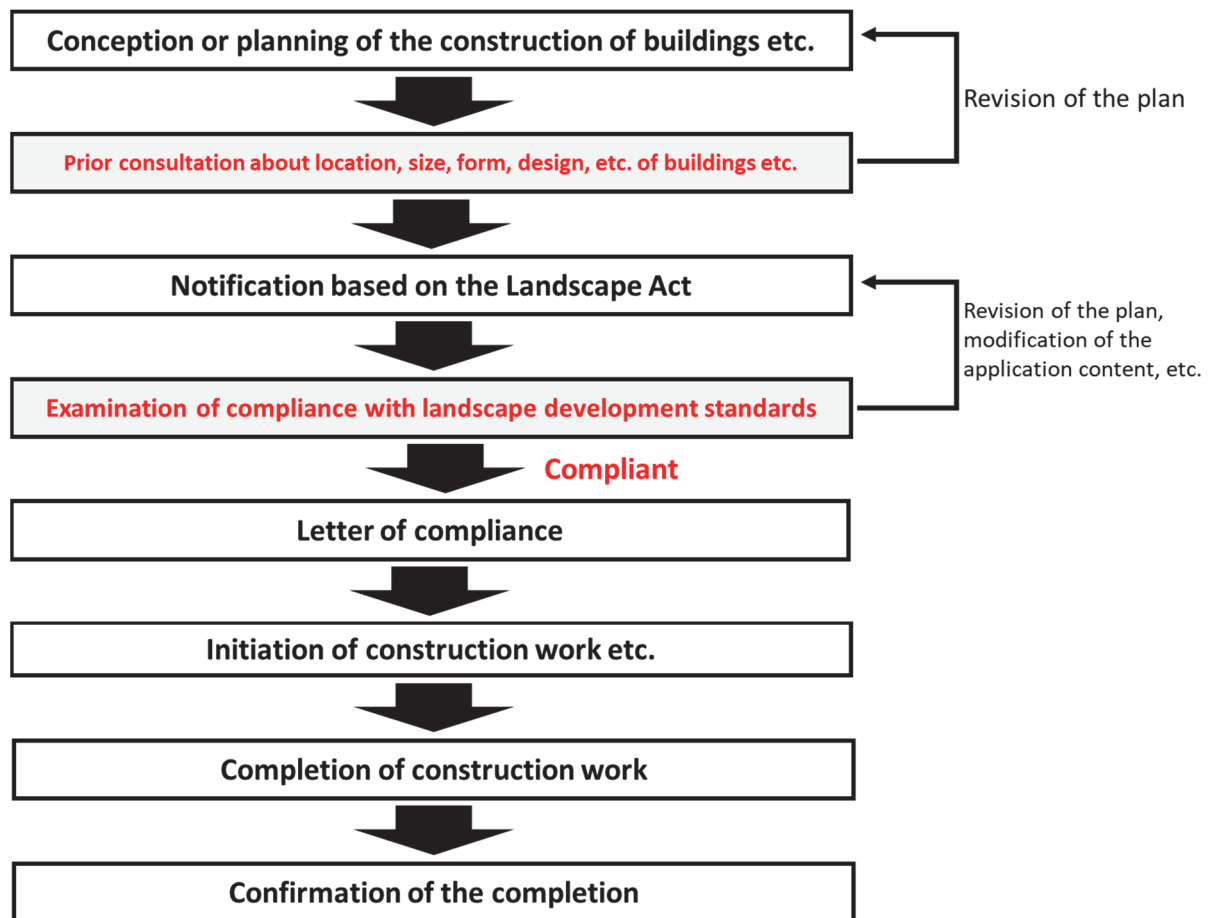 Conception or planning of the construction of buildings etc.
Revision of the plan
Prior consultation about location, size, form, design, etc. of buildings etc.
Notification based on the Landscape Act
Revision of the plan,
modification of the
application content, etc.
Examination of compliance with landscape development standards
Compliant
Letter of compliance
Initiation of construction work etc.
Completion of construction work
Confirmation of the completion